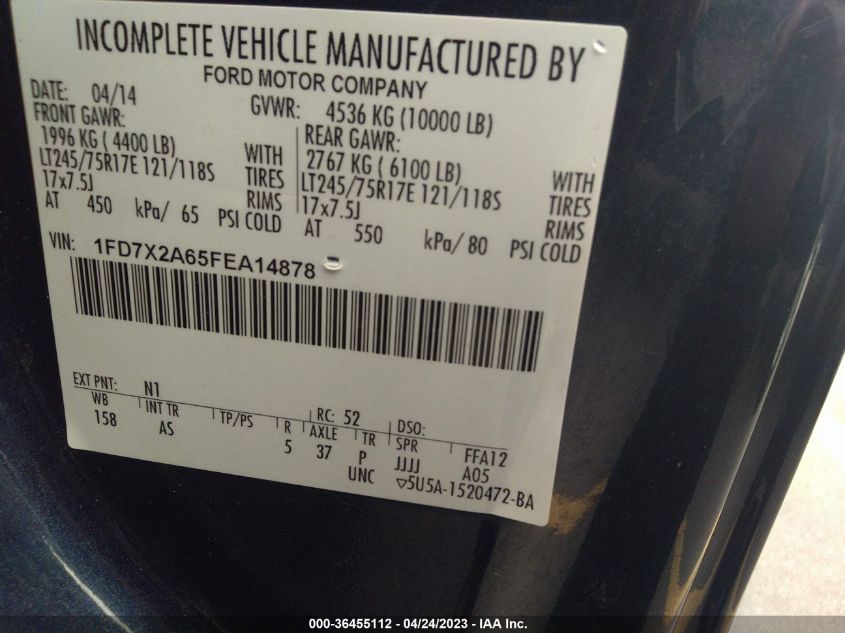 INCOMPLETE VEHICLE MANUFACTURED BY
FORD MOTOR COMPANY
DATE: 04/14 GVWR: 4536 KG (10000 LB)
FRONT GAWR: REAR GAWR:
1996 KG ( 4400 LB) WITH 2767 KG ( 6100 LB) WITH
LT245/75R17E 121/118S TIRES LT245/75R17E 121/118S TIRES
17x7.5J RIMS 17x7.5J RIMS
AT 450 kPa/ 65 PSI COLD AT 550 kPa/ 80 PSI COLD
VIN: 1FD7X2A65FEA14878
EXT PNT: N1 RC: 52 DSO:
WB INT TR TP/PS R AXLE TR SPR FFA12
158 AS 5 37 P JJJJ A05
UNC ▽5U5A-1520472-BA
000-36455112 - 04/24/2023 - IAA Inc.